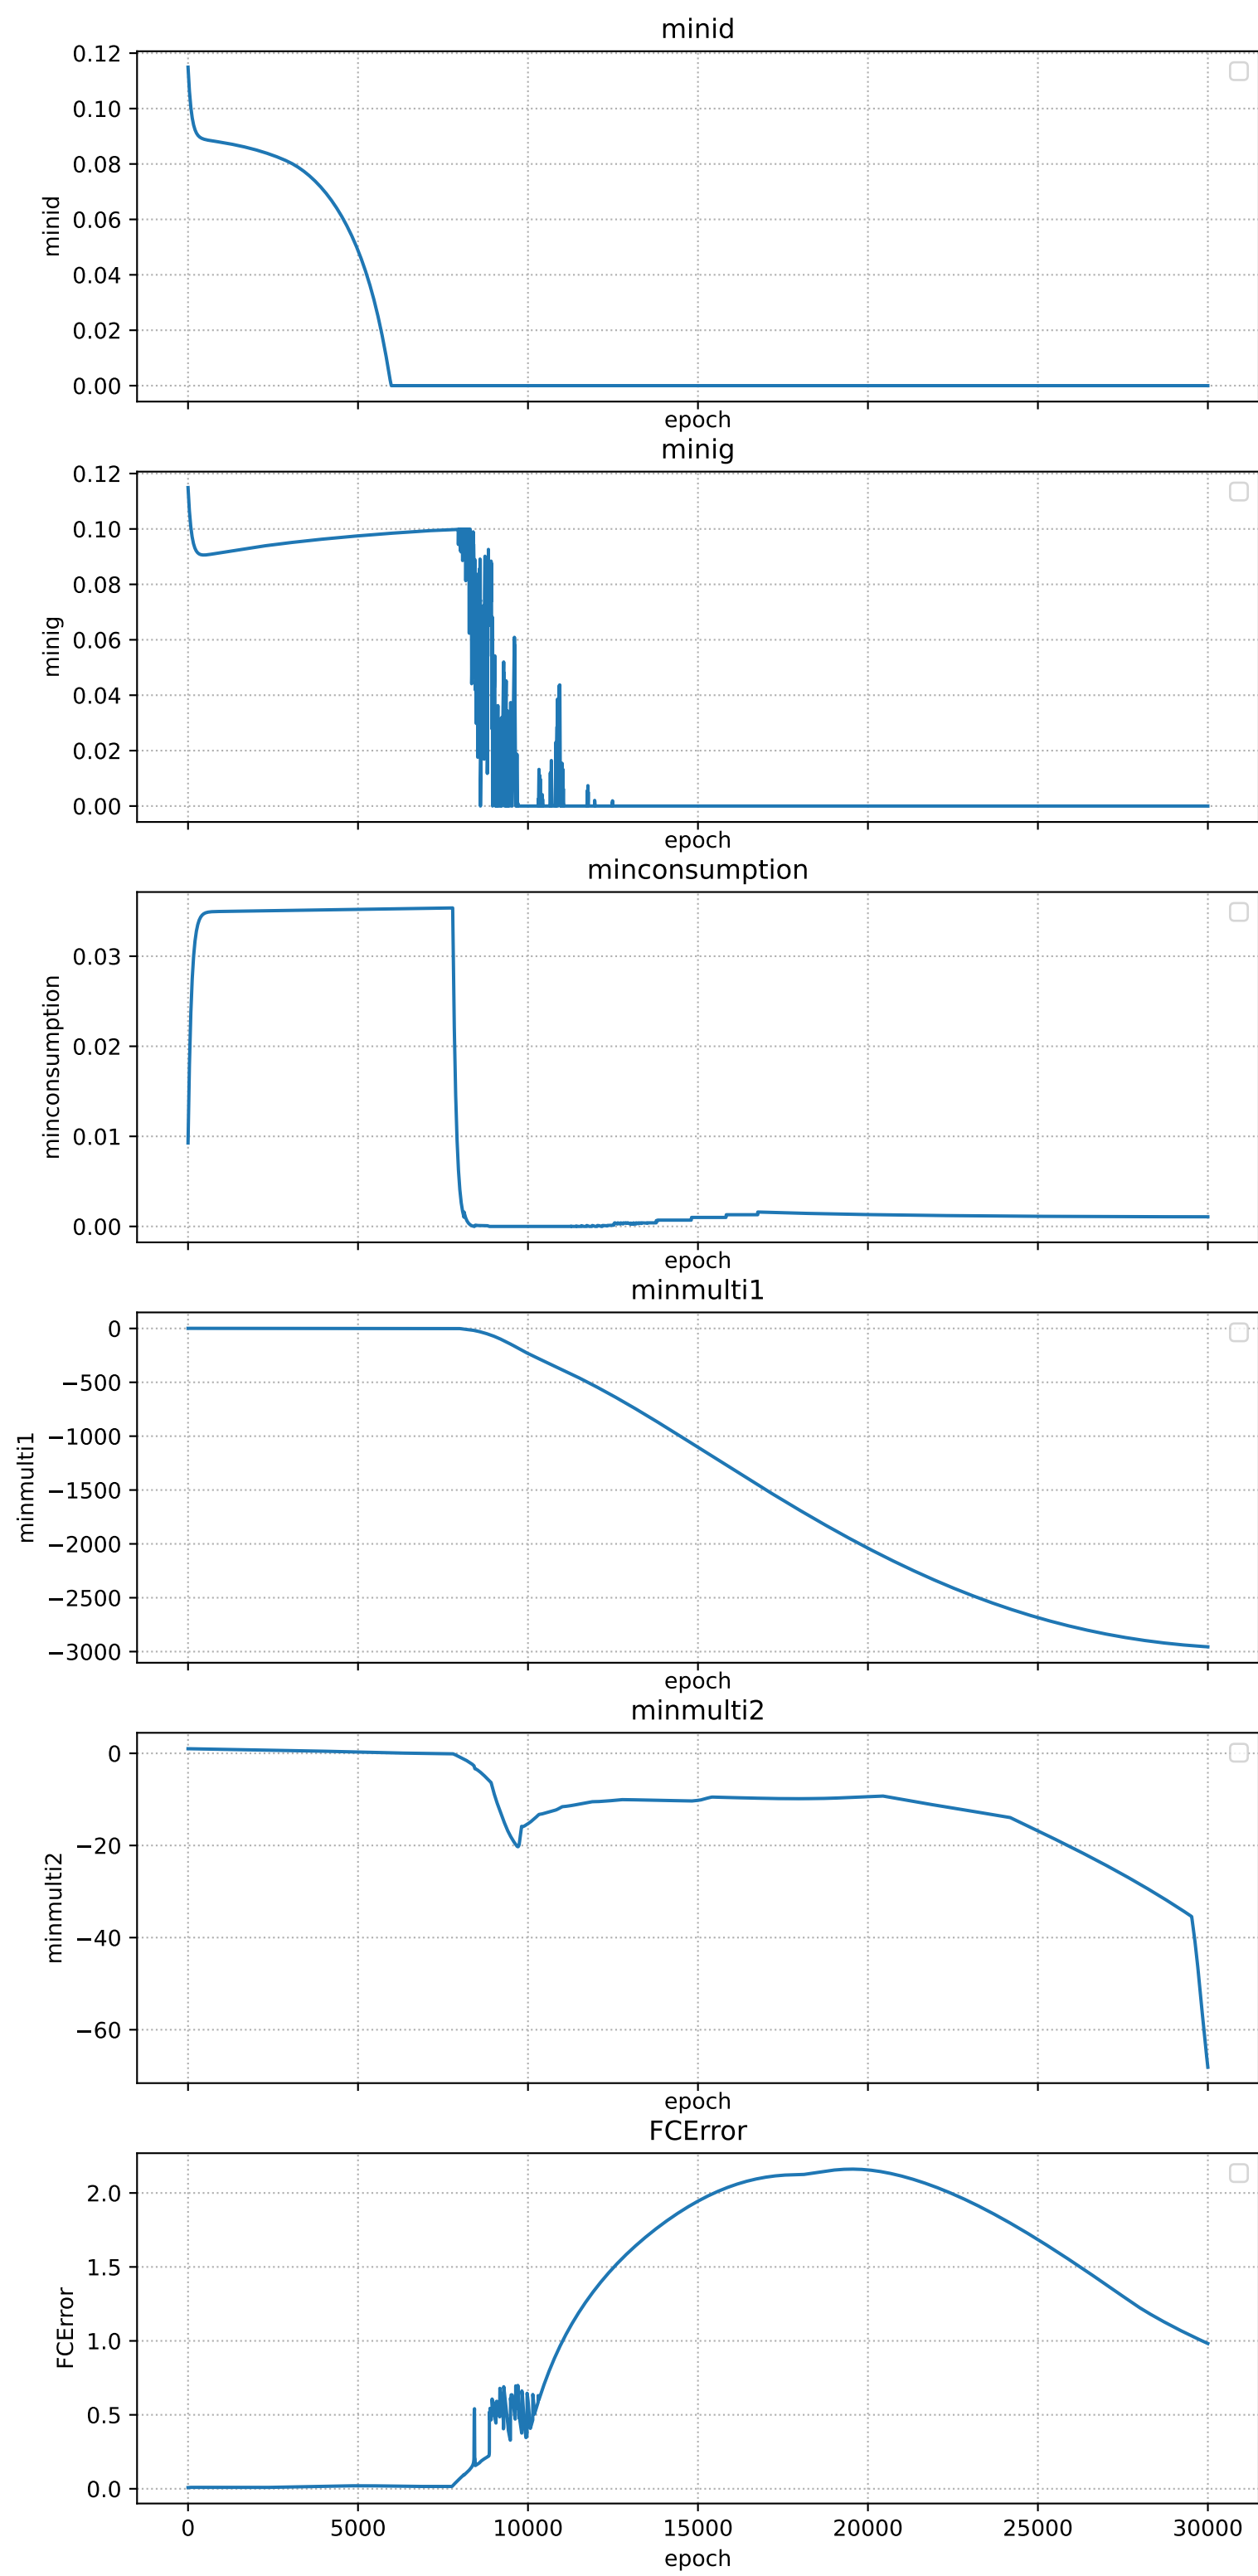 minid
0.12
0.10
0.08
0.06
0.04
0.02
0.00
minid
epoch
minig
0.12
0.10
0.08
0.06
0.04
0.02
0.00
minig
epoch
minconsumption
0.03
0.02
0.01
0.00
minconsumption
epoch
minmulti1
0
−500
−1000
−1500
−2000
−2500
−3000
minmulti1
epoch
minmulti2
0
−20
−40
−60
minmulti2
epoch
FCError
2.0
1.5
1.0
0.5
0.0
FCError
0 5000 10000 15000 20000 25000 30000
epoch